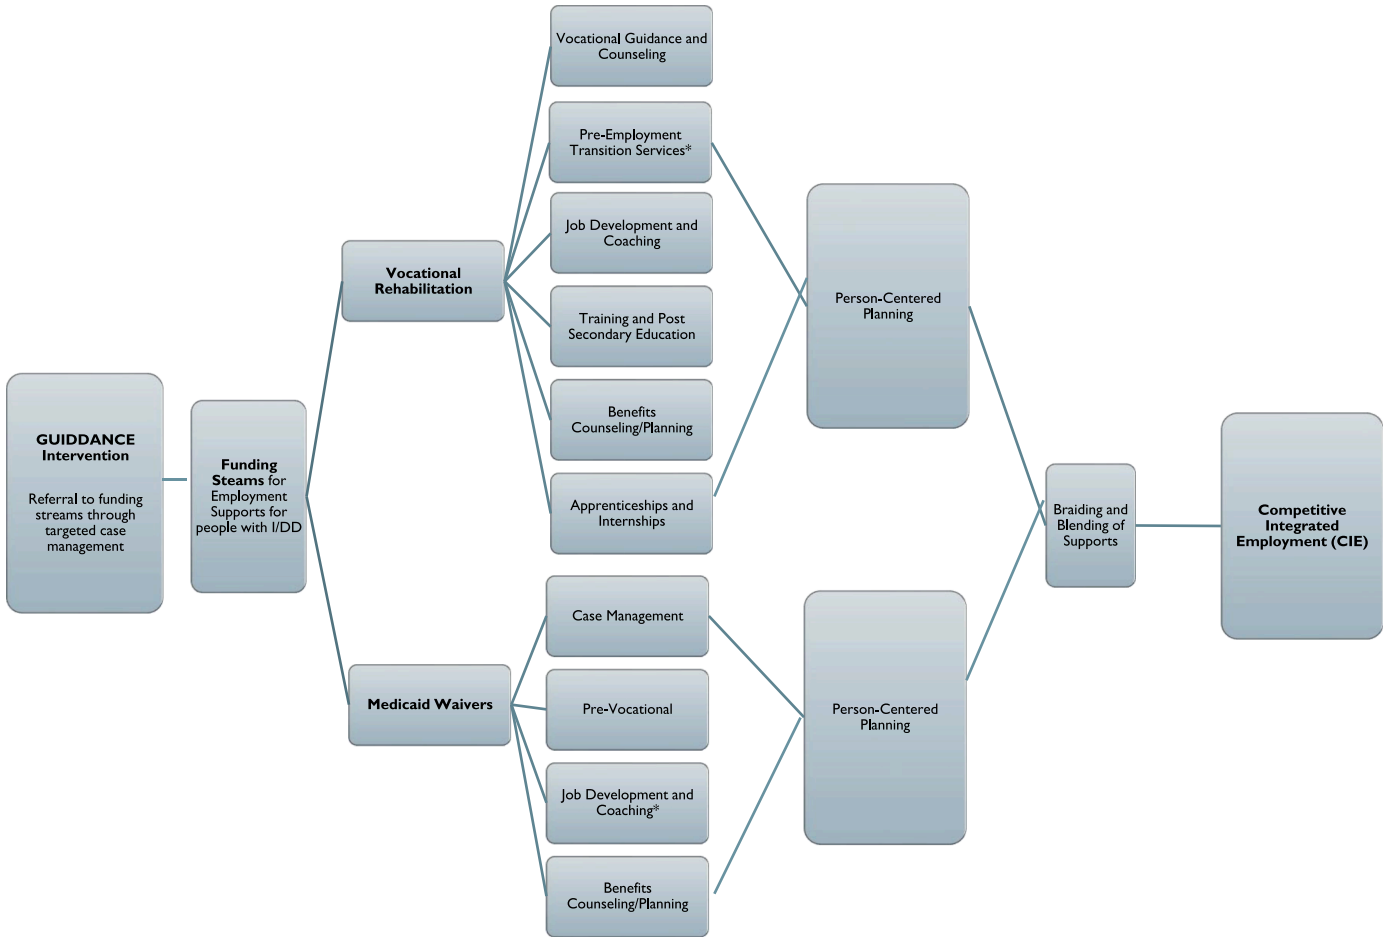 GUIDDANCE
Intervention
Referral to funding
streams through
targeted case
management
Funding
Steams for
Employment
Supports for
people with I/DD
Vocational
Rehabilitation
Vocational Guidance and
Counseling
Pre-Employment
Transition Services*
Job Development and
Coaching
Training and Post
Secondary Education
Benefits
Counseling/Planning
Apprenticeships and
Internships
Person-Centered
Planning
Medicaid Waivers
Case Management
Pre-Vocational
Job Development and
Coaching*
Benefits
Counseling/Planning
Person-Centered
Planning
Braiding and
Blending of
Supports
Competitive
Integrated
Employment (CIE)